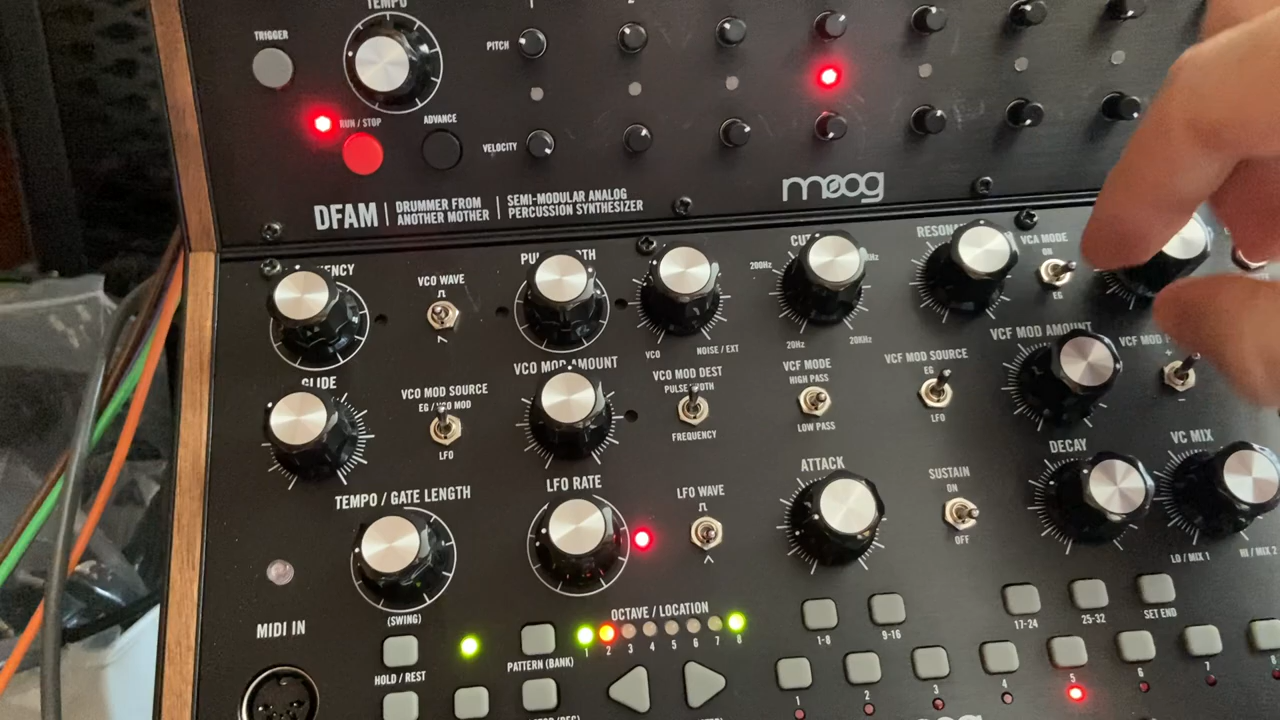 TEMPO
1
2
TRIGGER
PITCH
RUN / STOP
ADVANCE
VELOCITY
DFAM
DRUMMER FROM
ANOTHER MOTHER
SEMI-MODULAR ANALOG
PERCUSSION SYNTHESIZER
moog
VCO WAVE
VCA MODE
ON
EG
200Hz
20Hz
20KHz
VCO
NOISE / EXT
GLIDE
VCO MOD SOURCE
EG / VCO MOD
LFO
VCO MOD AMOUNT
VCO MOD DEST
FREQUENCY
VCF MODE
HIGH PASS
LOW PASS
VCF MOD SOURCE
EG
LFO
VCF MOD AMOUNT
VCF MOD
+
−
TEMPO / GATE LENGTH
(SWING)
LFO RATE
LFO WAVE
ATTACK
SUSTAIN
ON
OFF
DECAY
VC MIX
LO / MIX 1
HI / MIX 2
MIDI IN
HOLD / REST
PATTERN (BANK)
OCTAVE / LOCATION
1 2 3 4 5 6 7 8
1-8
9-16
17-24
25-32
SET END
1 2 3 4 5 6 7 8